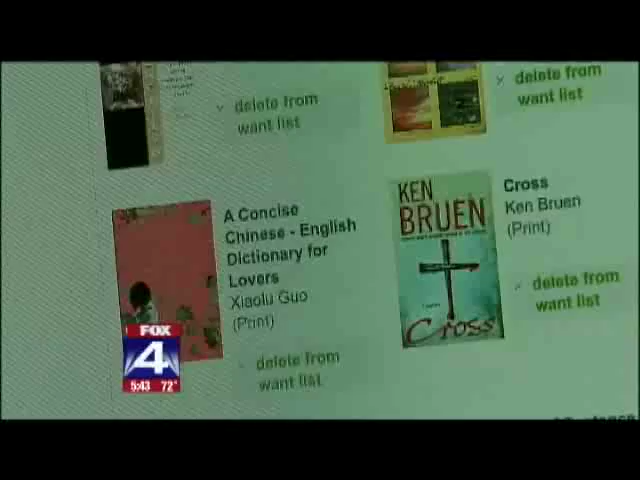 delete from
want list
delete from
want list
A Concise
Chinese - English
Dictionary for
Lovers
Xiaolu Guo
(Print)
delete from
want list
KEN
BRUEN
Cross
Cross
Ken Bruen
(Print)
delete from
want list
FOX
4
5:43 72°